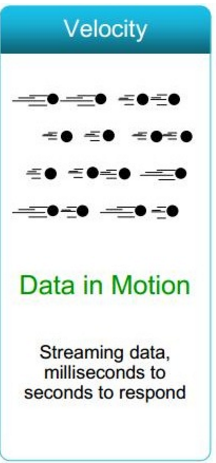 Velocity
Data in Motion
Streaming data,
milliseconds to
seconds to respond